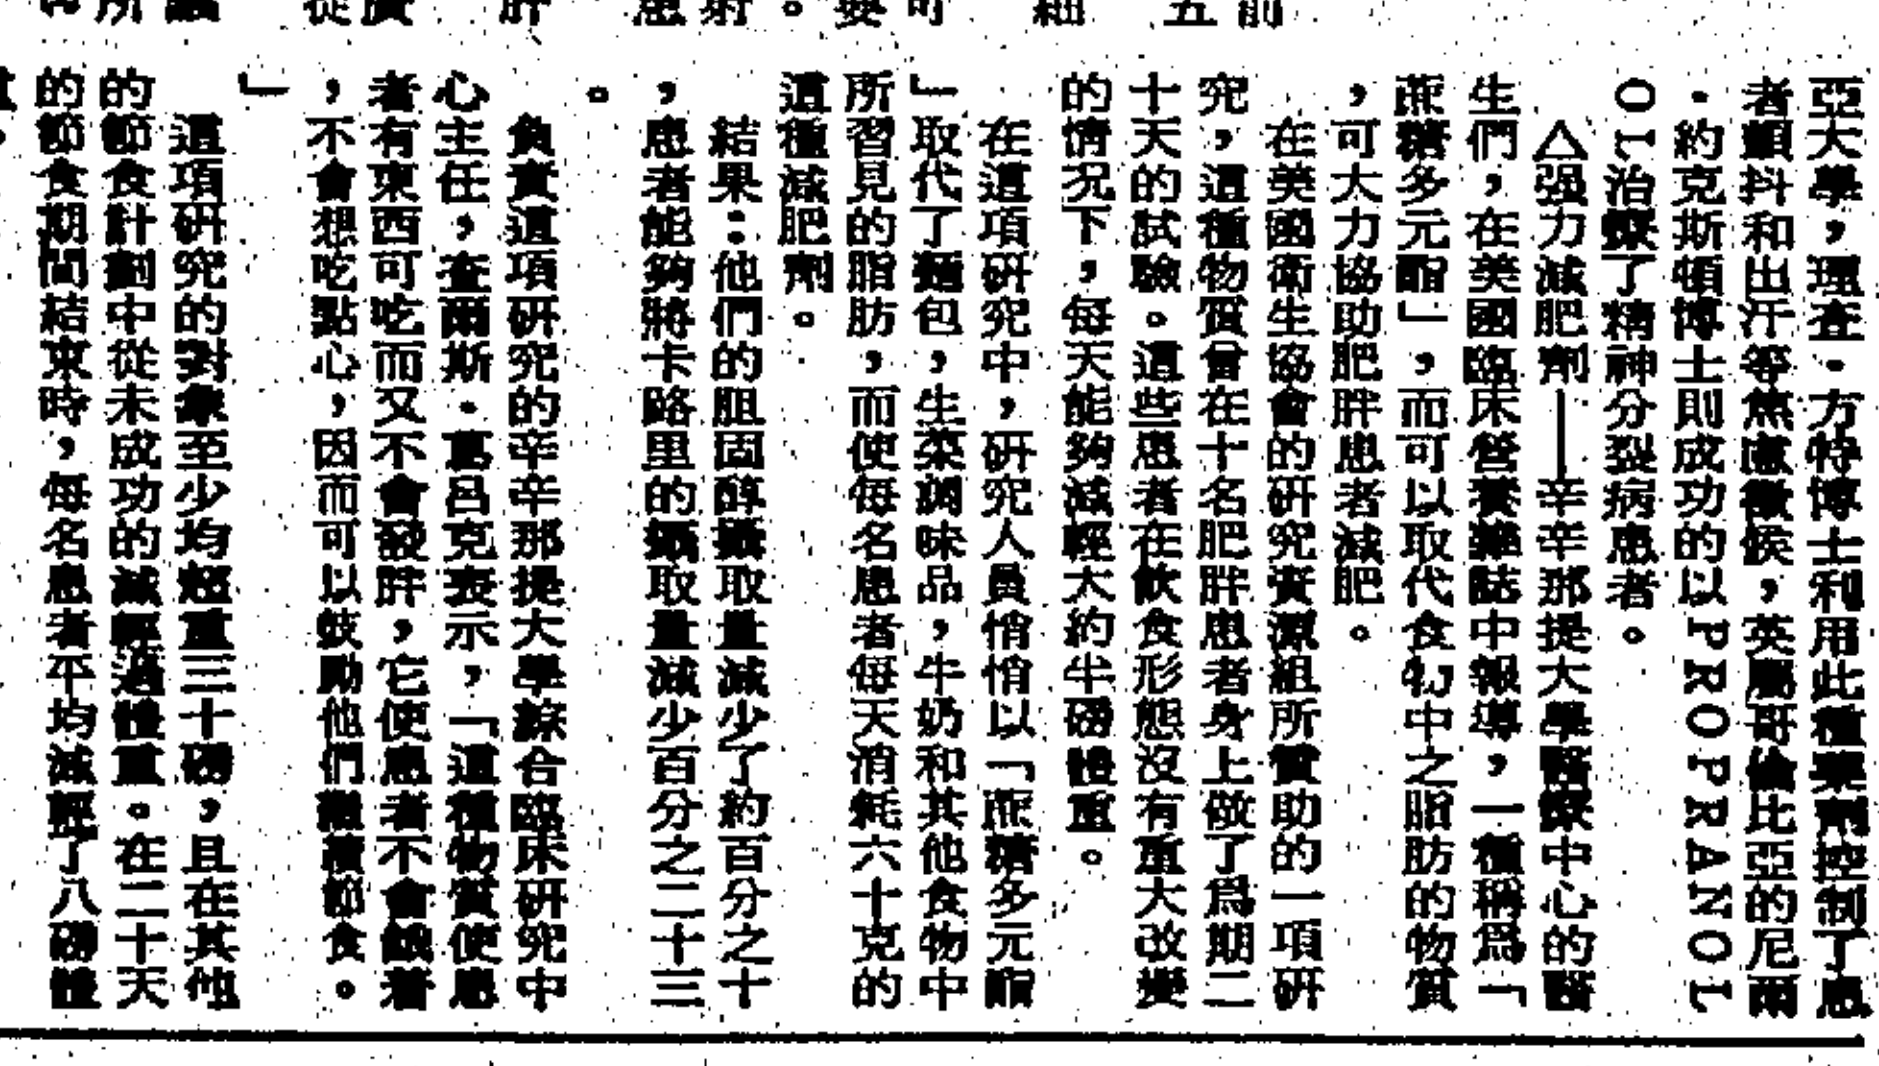 亞大學，理查．方特博士利用此種藥劑控制了患
者顫抖和出汗等焦慮徵候，英屬哥倫比亞的尼爾
．約克斯頓博士則成功的以PROPRANOL
OL治療了精神分裂病患者。
△强力減肥劑——辛辛那提大學醫療中心的醫
生們，在美國臨床營養雜誌中報導，一種稱爲「
蔗糖多元酯」，而可以取代食物中之脂肪的物質
，可大力協助肥胖患者減肥。
在美國衛生協會的研究資源組所贊助的一項研
究，這種物質曾在十名肥胖患者身上做了爲期二
十天的試驗。這些患者在飲食形態沒有重大改變
的情況下，每天能夠減輕大約半磅體重。
在這項研究中，研究人員悄悄以「蔗糖多元酯
」取代了麵包，生菜調味品，牛奶和其他食物中
所習見的脂肪，而使每名患者每天消耗六十克的
這種減肥劑。
結果：他們的胆固醇攝取量減少了約百分之十
，患者能夠將卡路里的攝取量減少百分之二十三
。
負責這項研究的辛辛那提大學綜合臨床研究中
心主任，查爾斯．葛呂克表示，「這種物質使患
者有東西可吃而又不會發胖，它使患者不會餓着
，不會想吃點心，因而可以鼓勵他們繼續節食。
」
這項研究的對象至少均超重三十磅，且在其他
的節食計劃中從未成功的減輕過體重。在二十天
的節食期間結束時，每名患者平均減輕了八磅體